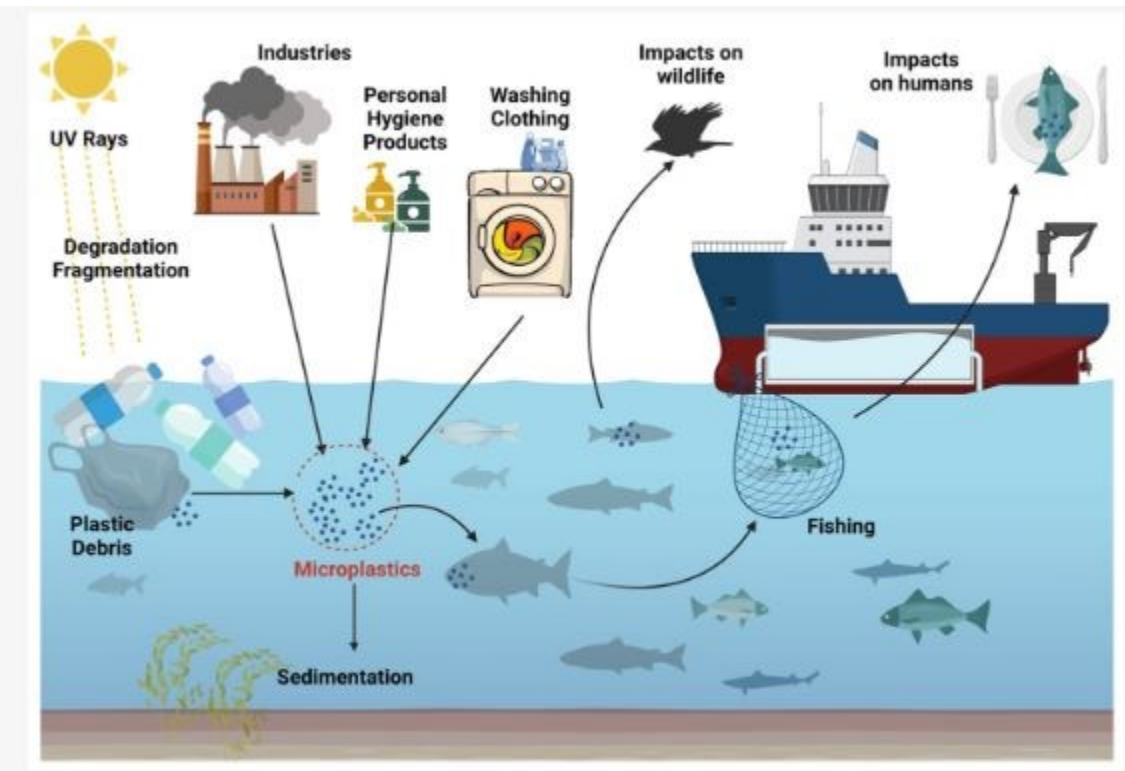 UV Rays
Degradation
Fragmentation
Industries
Personal
Hygiene
Products
Washing
Clothing
Impacts on
wildlife
Impacts
on humans
Plastic
Debris
Microplastics
Sedimentation
Fishing